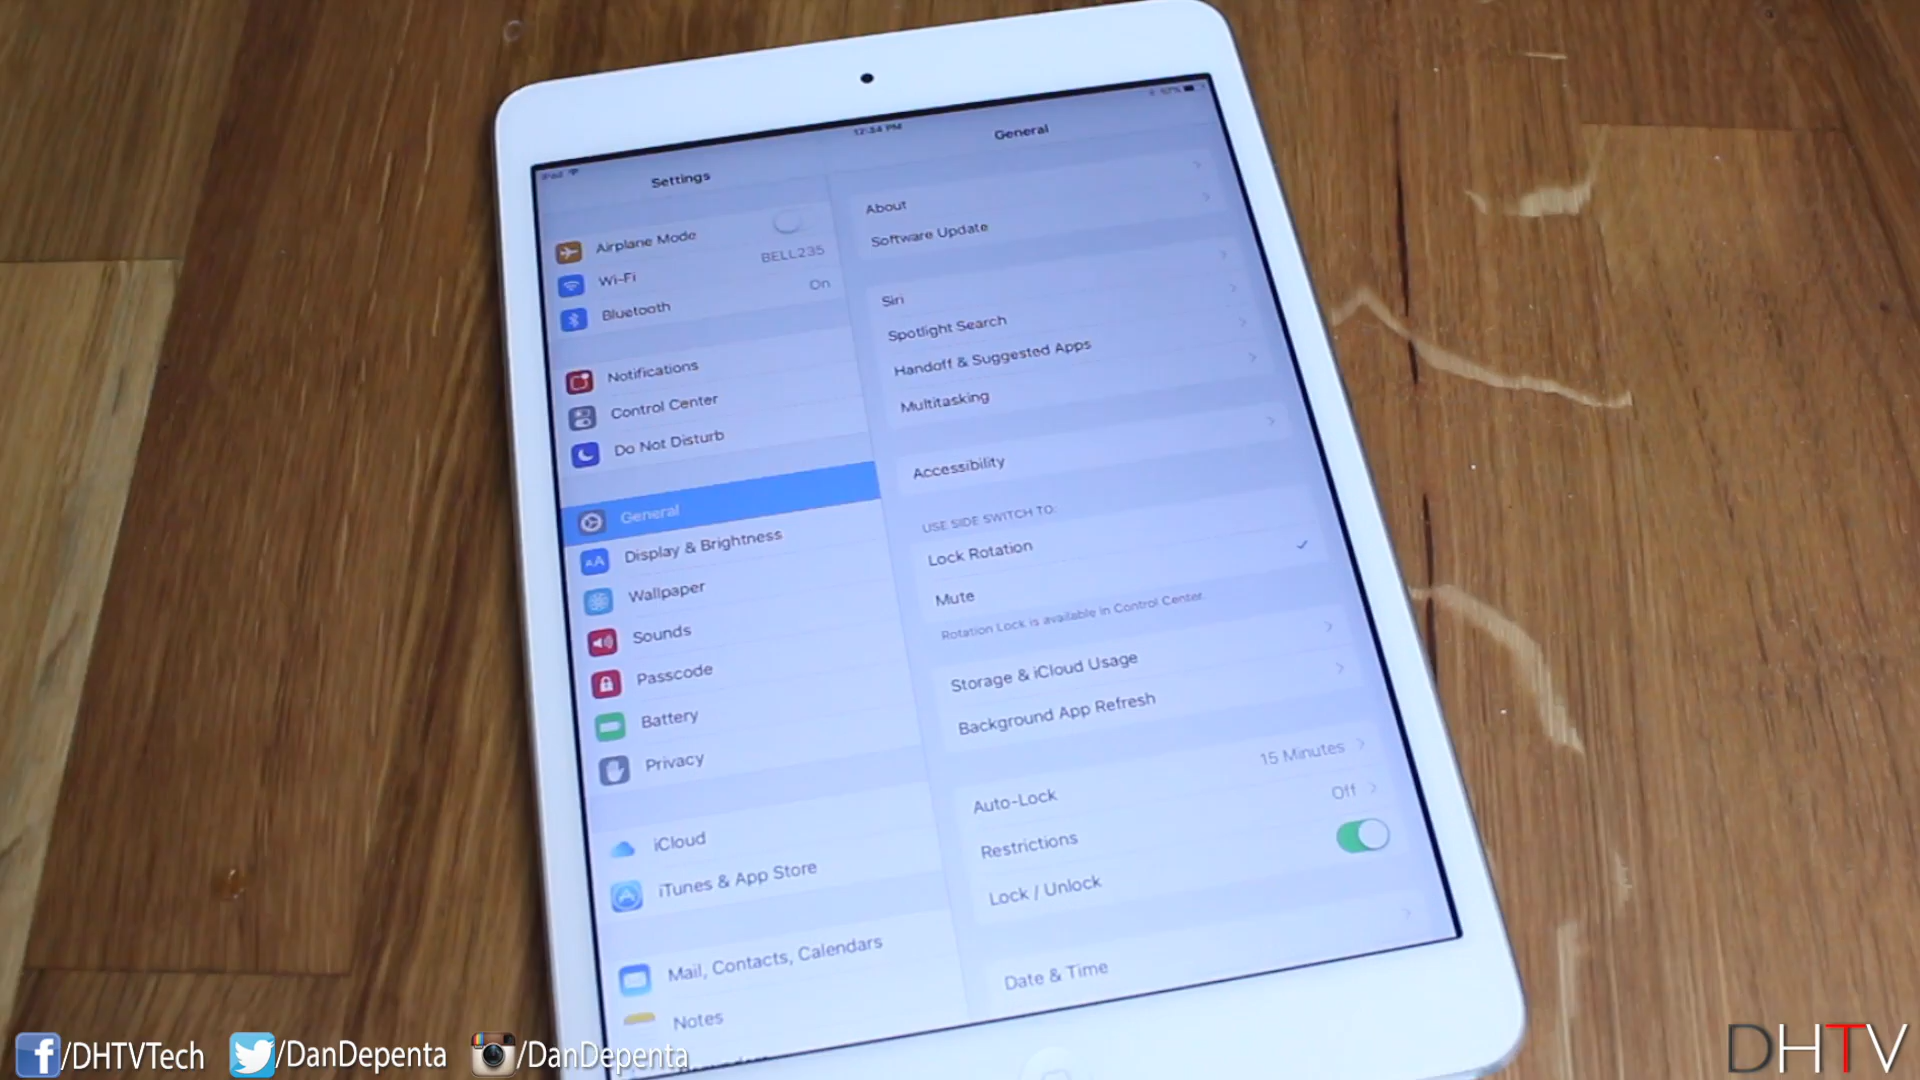 iPad
12:34 PM
57%
Settings
General
Airplane Mode
Wi-Fi BELL235
Bluetooth On
Notifications
Control Center
Do Not Disturb
General
Display & Brightness
Wallpaper
Sounds
Passcode
Battery
Privacy
iCloud
iTunes & App Store
Mail, Contacts, Calendars
Notes
About
Software Update
Siri
Spotlight Search
Handoff & Suggested Apps
Multitasking
Accessibility
USE SIDE SWITCH TO:
Lock Rotation
Mute
Rotation Lock is available in Control Center.
Storage & iCloud Usage
Background App Refresh
Auto-Lock 15 Minutes
Restrictions Off
Lock / Unlock
Date & Time
/DHTVTech /DanDepenta /DanDepenta
DHTV